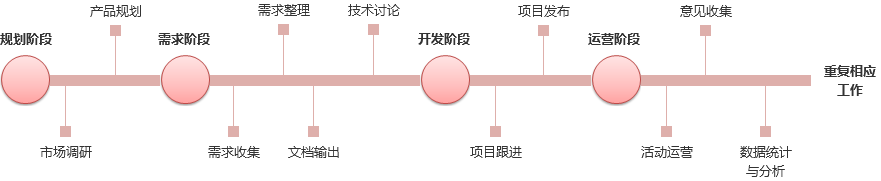 产品规划
需求整理
技术讨论
项目发布
意见收集
规划阶段
需求阶段
开发阶段
运营阶段
重复相应
工作
市场调研
需求收集
文档输出
项目跟进
活动运营
数据统计
与分析